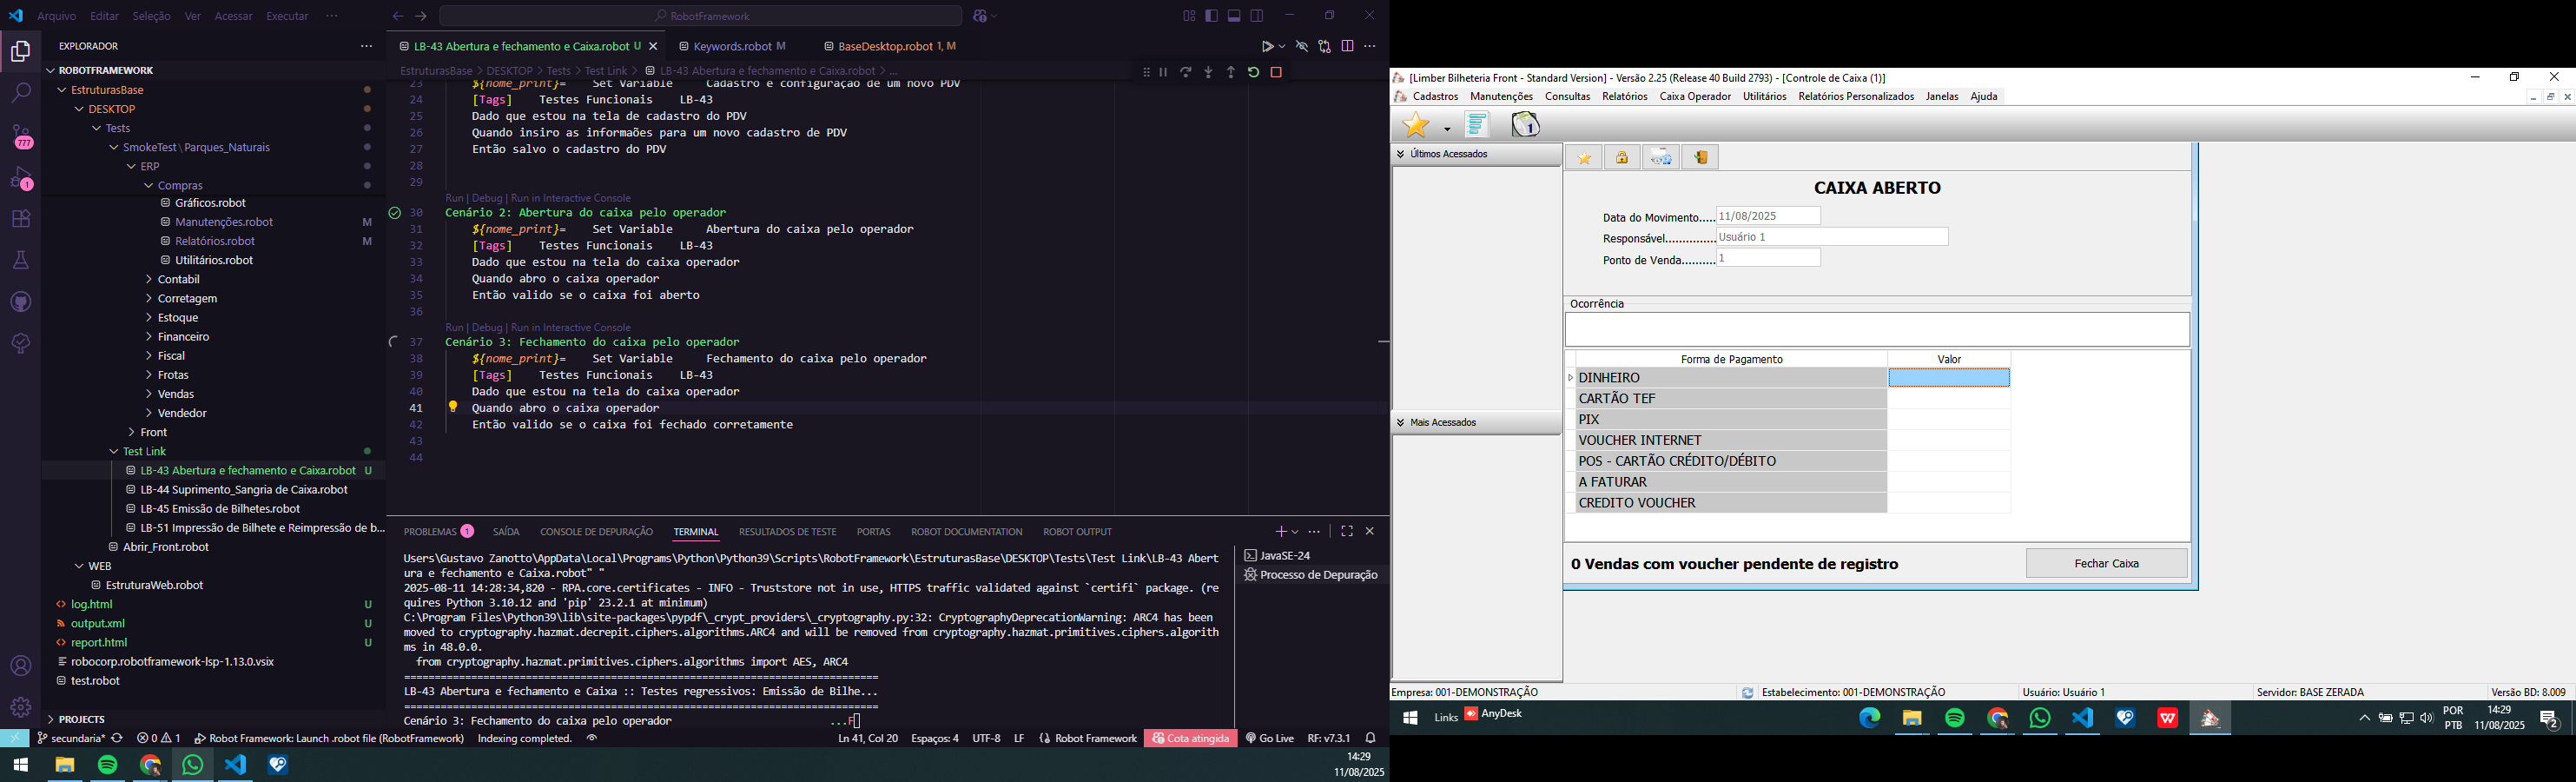 Arquivo Editar Seleção Ver Acessar Executar ···
RobotFramework
EXPLORADOR
ROBOTFRAMEWORK
EstruturasBase
DESKTOP
Tests
SmokeTest\Parques_Naturais
ERP
Compras
Gráficos.robot
Manutenções.robot M
Relatórios.robot M
Utilitários.robot
Contabil
Corretagem
Estoque
Financeiro
Fiscal
Frotas
Vendas
Vendedor
Front
Test Link
LB-43 Abertura e fechamento e Caixa.robot U
LB-44 Suprimento_Sangria de Caixa.robot
LB-45 Emissão de Bilhetes.robot
LB-51 Impressão de Bilhete e Reimpressão de b...
Abrir_Front.robot
WEB
EstruturaWeb.robot
log.html U
output.xml U
report.html U
robocorp.robotframework-lsp-1.13.0.vsix
test.robot
PROJECTS
777
1
LB-43 Abertura e fechamento e Caixa.robot U
Keywords.robot M
BaseDesktop.robot 1, M
EstruturasBase > DESKTOP > Tests > Test Link > LB-43 Abertura e fechamento e Caixa.robot > ...
23 ${nome_print}= Set Variable Cadastro e configuração de um novo PDV
24 [Tags] Testes Funcionais LB-43
25 Dado que estou na tela de cadastro do PDV
26 Quando insiro as informaões para um novo cadastro de PDV
27 Então salvo o cadastro do PDV
28
29
Run | Debug | Run in Interactive Console
30 Cenário 2: Abertura do caixa pelo operador
31 ${nome_print}= Set Variable Abertura do caixa pelo operador
32 [Tags] Testes Funcionais LB-43
33 Dado que estou na tela do caixa operador
34 Quando abro o caixa operador
35 Então valido se o caixa foi aberto
36
Run | Debug | Run in Interactive Console
37 Cenário 3: Fechamento do caixa pelo operador
38 ${nome_print}= Set Variable Fechamento do caixa pelo operador
39 [Tags] Testes Funcionais LB-43
40 Dado que estou na tela do caixa operador
41 Quando abro o caixa operador
42 Então valido se o caixa foi fechado corretamente
43
44
PROBLEMAS 1 SAÍDA CONSOLE DE DEPURAÇÃO TERMINAL RESULTADOS DE TESTE PORTAS ROBOT DOCUMENTATION ROBOT OUTPUT
Users\Gustavo Zanotto\AppData\Local\Programs\Python\Python39\Scripts\RobotFramework\EstruturasBase\DESKTOP\Tests\Test Link\LB-43 Abert
ura e fechamento e Caixa.robot" "
2025-08-11 14:28:34,820 - RPA.core.certificates - INFO - Truststore not in use, HTTPS traffic validated against `certifi` package. (re
quires Python 3.10.12 and 'pip' 23.2.1 at minimum)
C:\Program Files\Python39\lib\site-packages\pypdf\_crypt_providers\_cryptography.py:32: CryptographyDeprecationWarning: ARC4 has been
moved to cryptography.hazmat.decrepit.ciphers.algorithms.ARC4 and will be removed from cryptography.hazmat.primitives.ciphers.algorith
ms in 48.0.0.
from cryptography.hazmat.primitives.ciphers.algorithms import AES, ARC4
==============================================================================
LB-43 Abertura e fechamento e Caixa :: Testes regressivos: Emissão de Bilhe...
==============================================================================
Cenário 3: Fechamento do caixa pelo operador ...F
JavaSE-24
Processo de Depuração
secundaria* 0 1 Robot Framework: Launch .robot file (RobotFramework) Indexing completed. Ln 41, Col 20 Espaços: 4 UTF-8 LF Robot Framework Cota atingida Go Live RF: v7.3.1
14:29
11/08/2025
[Limber Bilheteria Front - Standard Version] - Versão 2.25 (Release 40 Build 2793) - [Controle de Caixa (1)]
Cadastros Manutenções Consultas Relatórios Caixa Operador Utilitários Relatórios Personalizados Janelas Ajuda
1
Últimos Acessados
Mais Acessados
CAIXA ABERTO
Data do Movimento..... 11/08/2025
Responsável.............. Usuário 1
Ponto de Venda.......... 1
Ocorrência
Forma de Pagamento Valor
DINHEIRO
CARTÃO TEF
PIX
VOUCHER INTERNET
POS - CARTÃO CRÉDITO/DÉBITO
A FATURAR
CREDITO VOUCHER
0 Vendas com voucher pendente de registro
Fechar Caixa
Empresa: 001-DEMONSTRAÇÃO Estabelecimento: 001-DEMONSTRAÇÃO Usuário: Usuário 1 Servidor: BASE ZERADA Versão BD: 8.009
Links AnyDesk
POR
PTB
14:29
11/08/2025
2